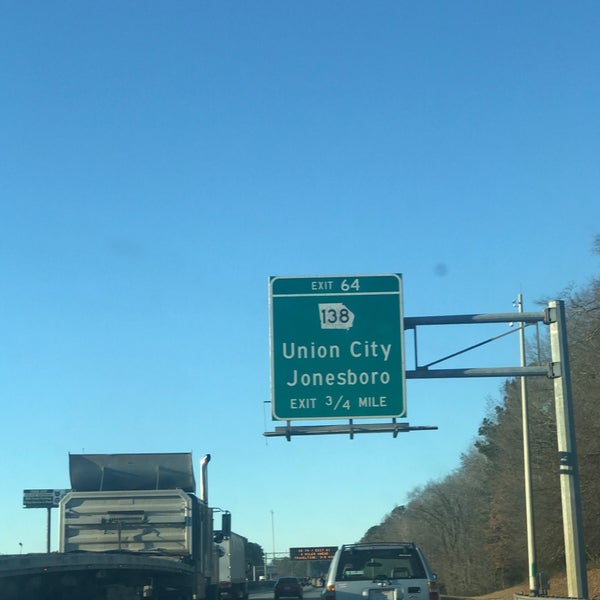 EXIT 64
138
Union City
Jonesboro
EXIT 3/4 MILE